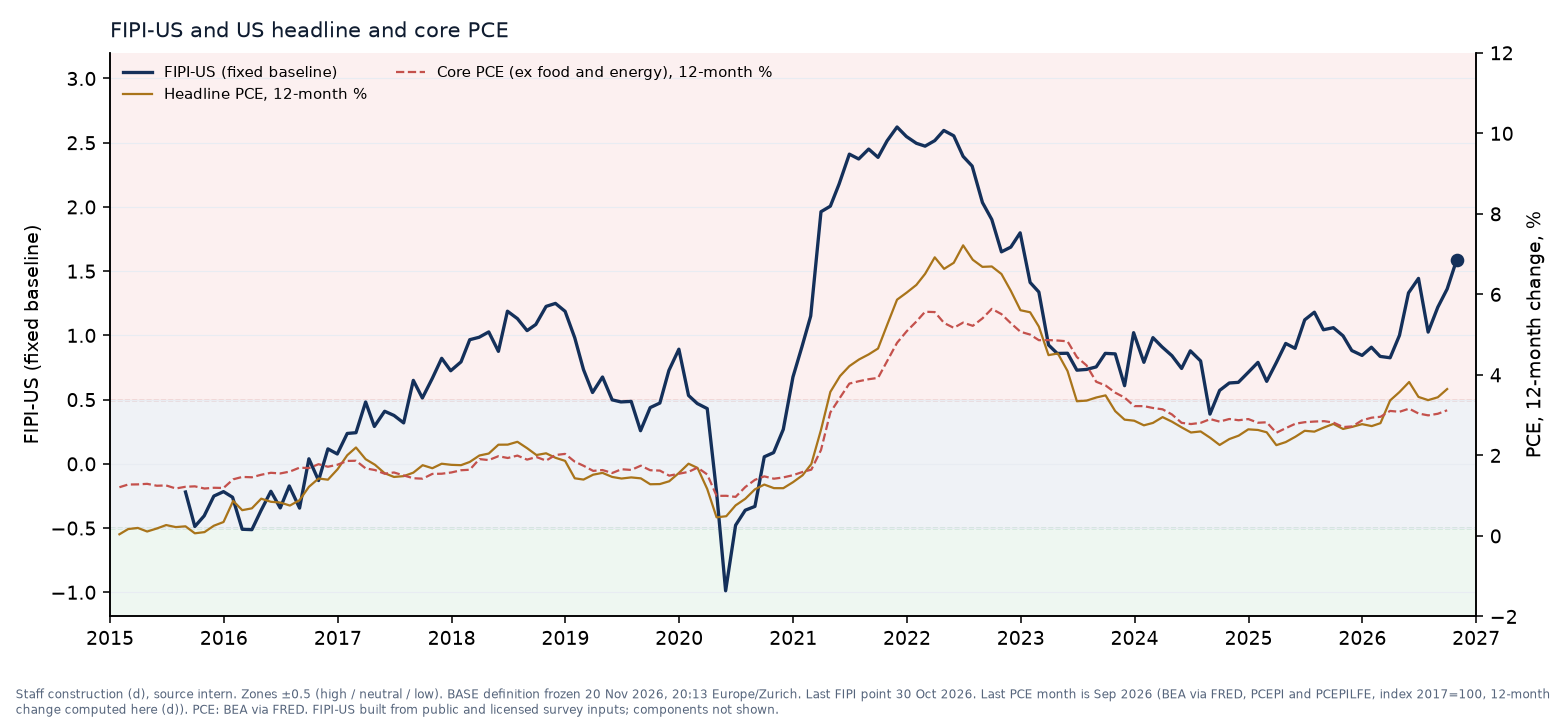 FIPI-US and US headline and core PCE
FIPI-US (fixed baseline)
Headline PCE, 12-month %
Core PCE (ex food and energy), 12-month %
FIPI-US (fixed baseline)
3.0
2.5
2.0
1.5
1.0
0.5
0.0
−0.5
−1.0
12
10
8
6
4
2
0
−2
PCE, 12-month change, %
2015 2016 2017 2018 2019 2020 2021 2022 2023 2024 2025 2026 2027
Staff construction (d), source intern. Zones ±0.5 (high / neutral / low). BASE definition frozen 20 Nov 2026, 20:13 Europe/Zurich. Last FIPI point 30 Oct 2026. Last PCE month is Sep 2026 (BEA via FRED, PCEPI and PCEPILFE, index 2017=100, 12-month
change computed here (d)). PCE: BEA via FRED. FIPI-US built from public and licensed survey inputs; components not shown.